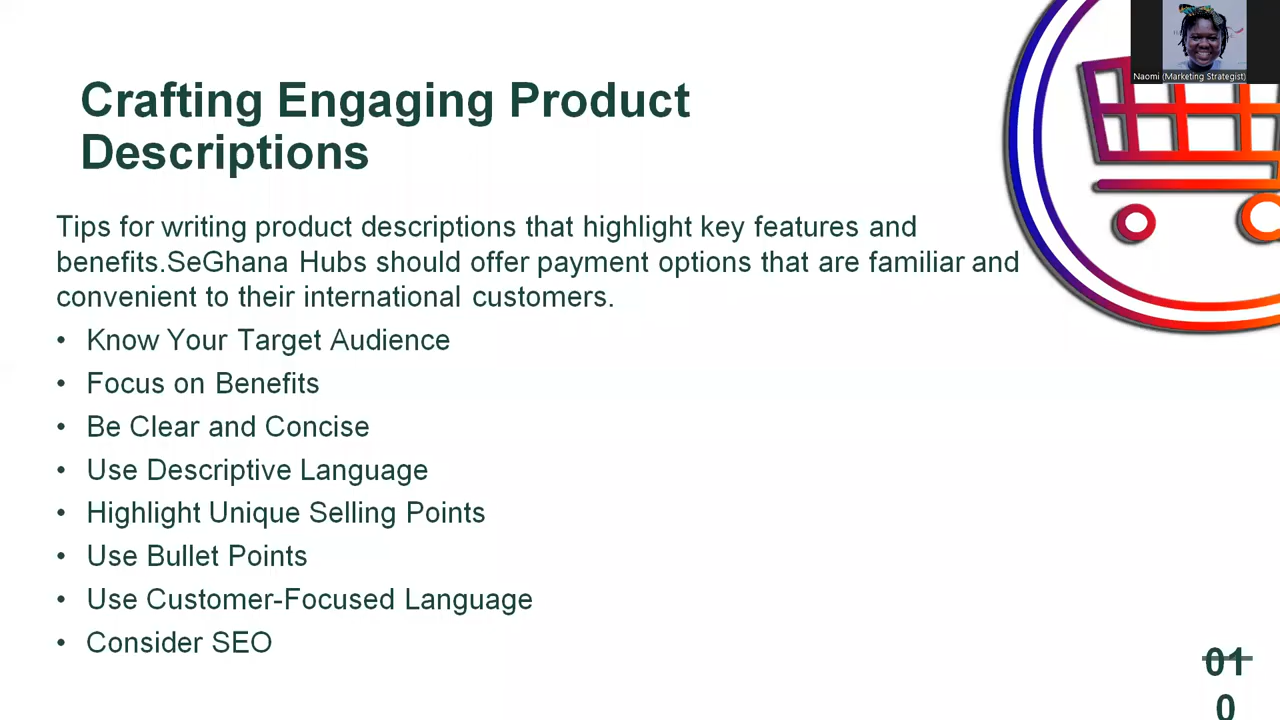 Naomi (Marketing Strategist)
Crafting Engaging Product
Descriptions
Tips for writing product descriptions that highlight key features and
benefits.SeGhana Hubs should offer payment options that are familiar and
convenient to their international customers.
• Know Your Target Audience
• Focus on Benefits
• Be Clear and Concise
• Use Descriptive Language
• Highlight Unique Selling Points
• Use Bullet Points
• Use Customer-Focused Language
• Consider SEO
01
0